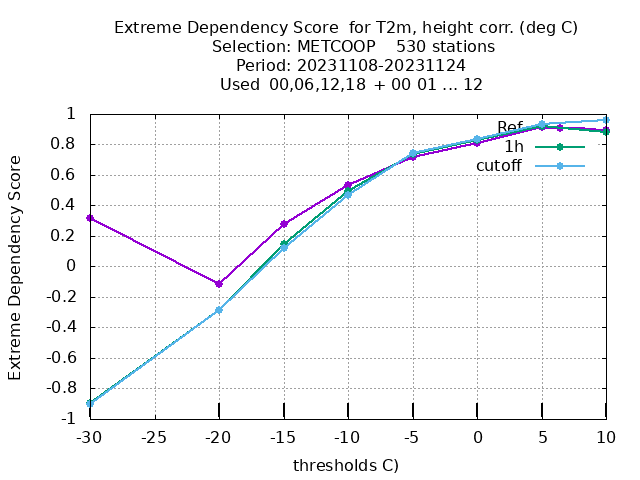 Extreme Dependency Score  for T2m, height corr. (deg C)
Selection: METCOOP    530 stations
Period: 20231108-20231124
Used  00,06,12,18  + 00 01 ... 12
Extreme Dependency Score
1
0.8
0.6
0.4
0.2
0
-0.2
-0.4
-0.6
-0.8
-1
Ref
1h
cutoff
-30 -25 -20 -15 -10 -5 0 5 10
thresholds C)